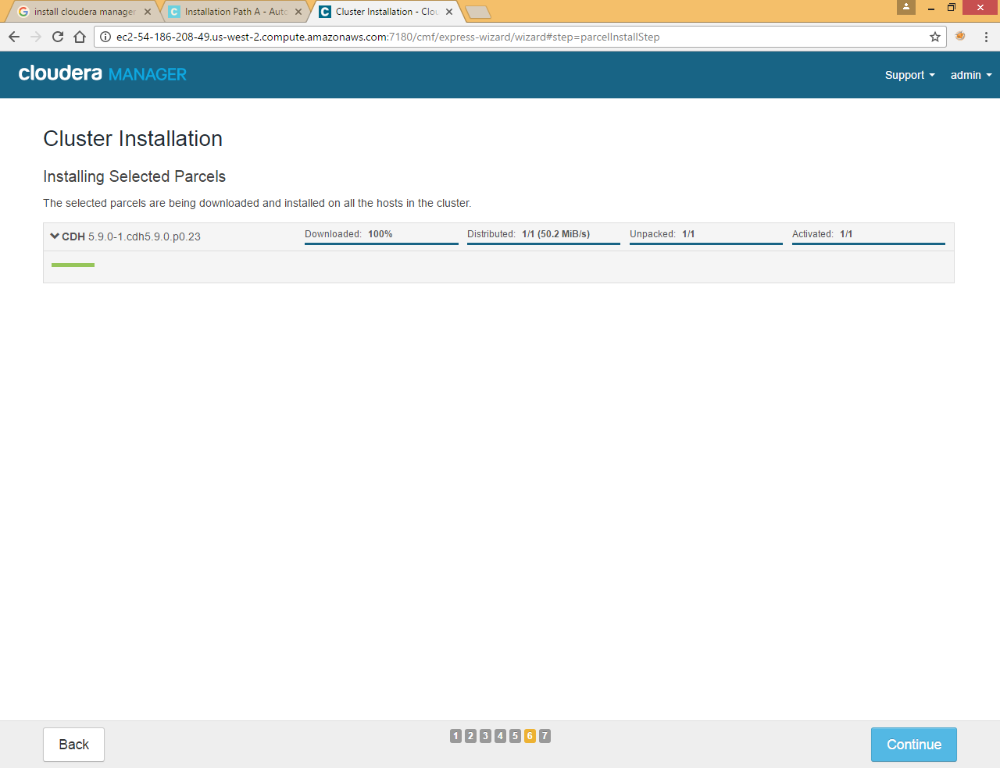 install cloudera manager
Installation Path A - Auto
Cluster Installation - Clou
ec2-54-186-208-49.us-west-2.compute.amazonaws.com:7180/cmf/express-wizard/wizard#step=parcelInstallStep
cloudera MANAGER
Support
admin
Cluster Installation
Installing Selected Parcels
The selected parcels are being downloaded and installed on all the hosts in the cluster.
CDH 5.9.0-1.cdh5.9.0.p0.23
Downloaded: 100%
Distributed: 1/1 (50.2 MiB/s)
Unpacked: 1/1
Activated: 1/1
Back
1 2 3 4 5 6 7
Continue